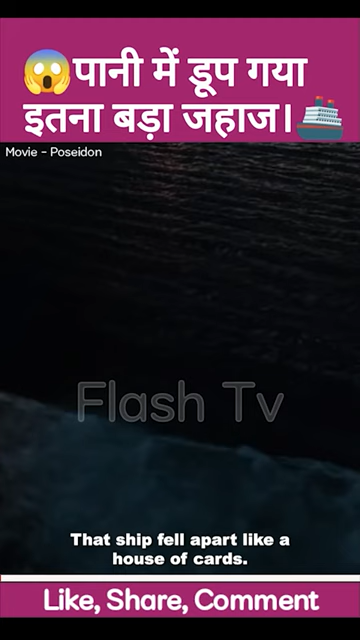 😱पानी में डूप गया
इतना बड़ा जहाज।🚢
Movie - Poseidon
Flash Tv
That ship fell apart like a
house of cards.
Like, Share, Comment